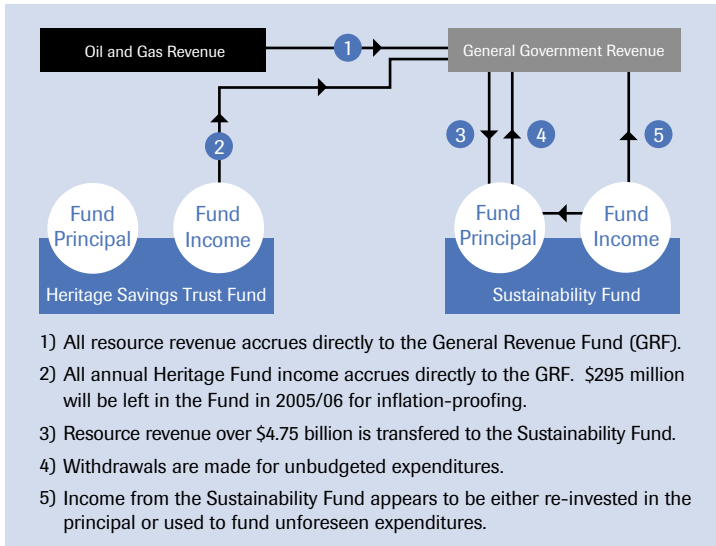 Oil and Gas Revenue
1
General Government Revenue
2
3
4
5
Fund
Principal
Fund
Income
Heritage Savings Trust Fund
Fund
Principal
Fund
Income
Sustainability Fund
1) All resource revenue accrues directly to the General Revenue Fund (GRF).
2) All annual Heritage Fund income accrues directly to the GRF. $295 million
will be left in the Fund in 2005/06 for inflation-proofing.
3) Resource revenue over $4.75 billion is transfered to the Sustainability Fund.
4) Withdrawals are made for unbudgeted expenditures.
5) Income from the Sustainability Fund appears to be either re-invested in the
principal or used to fund unforeseen expenditures.